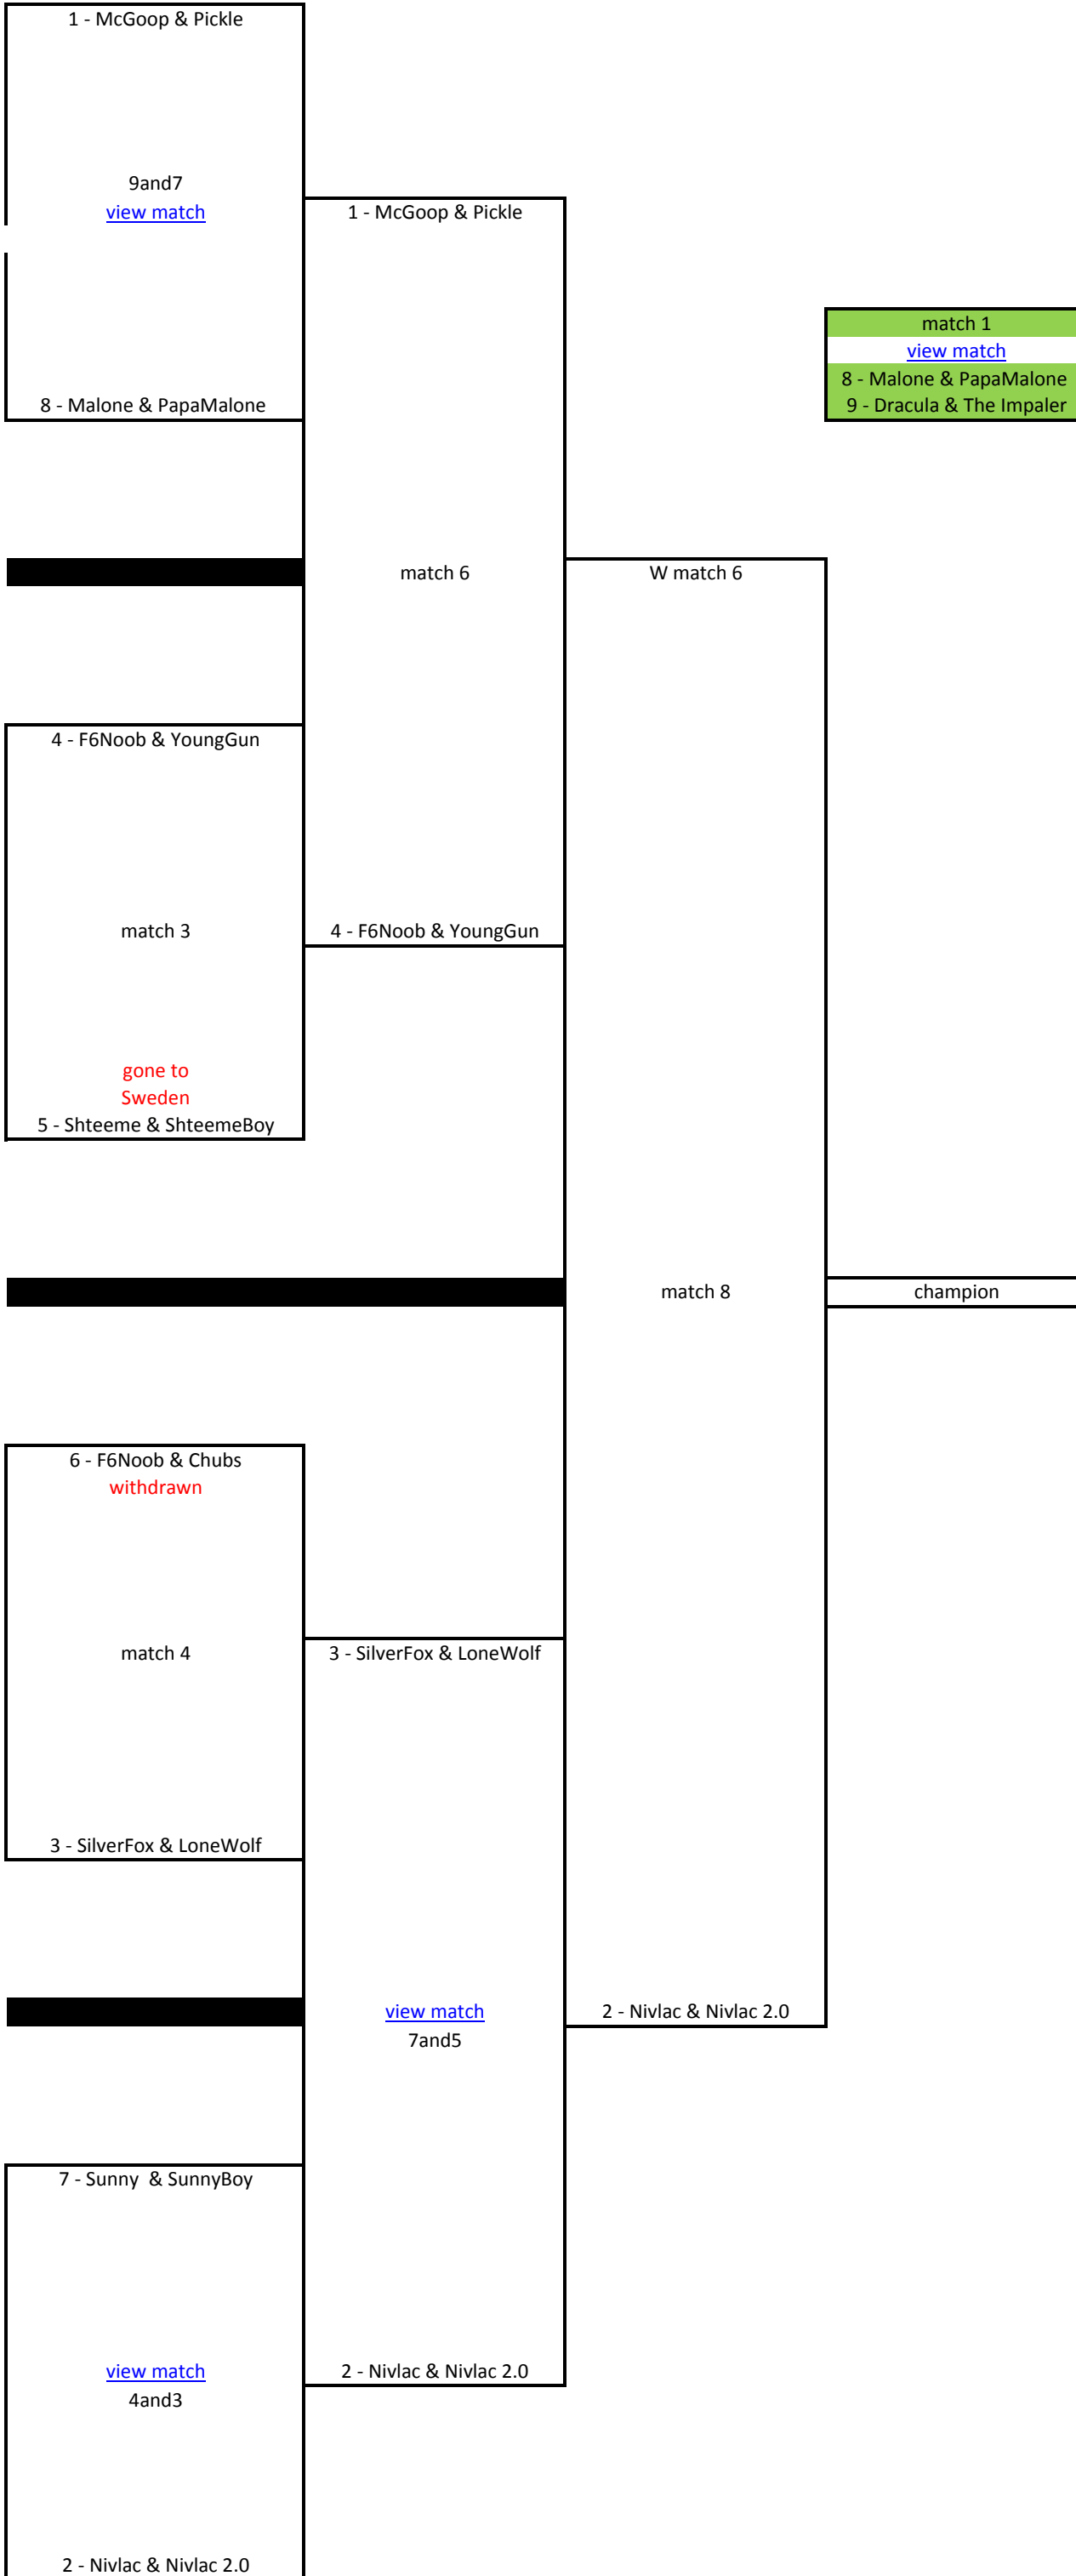 1 - McGoop & Pickle
9and7
view match
1 - McGoop & Pickle
match 1
view match
8 - Malone & PapaMalone
9 - Dracula & The Impaler
8 - Malone & PapaMalone
match 6
W match 6
4 - F6Noob & YoungGun
match 3
4 - F6Noob & YoungGun
gone to
Sweden
5 - Shteeme & ShteemeBoy
match 8
champion
6 - F6Noob & Chubs
withdrawn
match 4
3 - SilverFox & LoneWolf
3 - SilverFox & LoneWolf
view match
7and5
2 - Nivlac & Nivlac 2.0
7 - Sunny  & SunnyBoy
view match
4and3
2 - Nivlac & Nivlac 2.0
2 - Nivlac & Nivlac 2.0